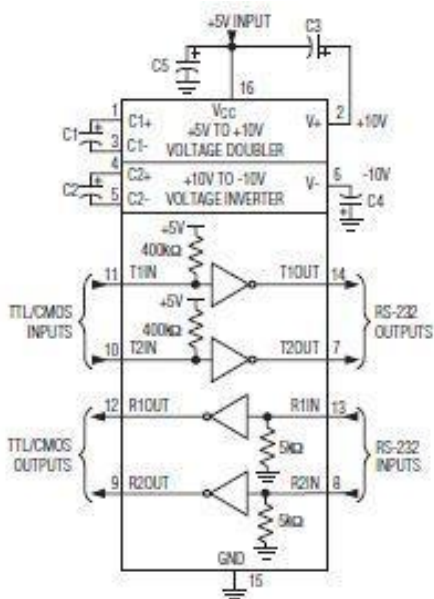 +5V INPUT
C3
C5
16
1
VCC
2
C1+
+5V TO +10V
V+
+10V
C1
3
C1-
VOLTAGE DOUBLER
4
C2+
+10V TO -10V
V-
6
-10V
C2
5
C2-
VOLTAGE INVERTER
C4
+5V
400kΩ
11
T1IN
T1OUT
14
+5V
TTL/CMOS
INPUTS
400kΩ
RS-232
OUTPUTS
10
T2IN
T2OUT
7
12
R1OUT
R1IN
13
TTL/CMOS
OUTPUTS
5kΩ
RS-232
INPUTS
9
R2OUT
R2IN
8
5kΩ
GND
15